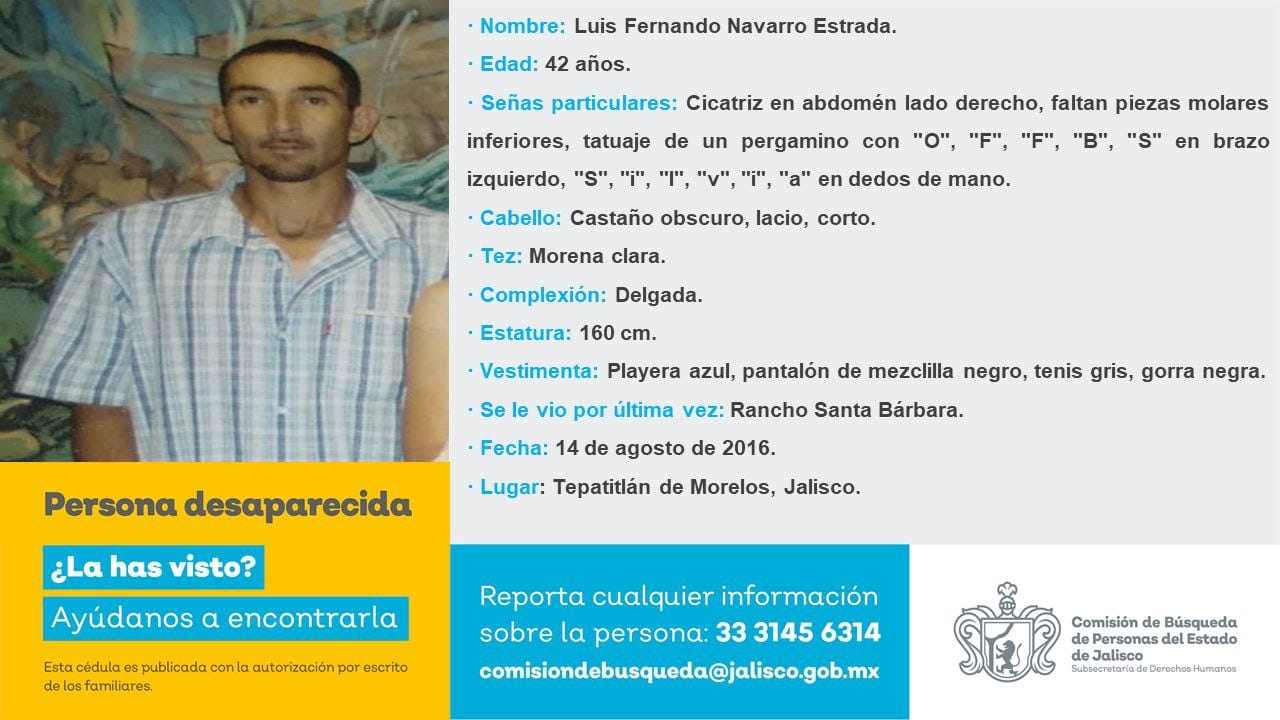 · Nombre: Luis Fernando Navarro Estrada.
· Edad: 42 años.
· Señas particulares: Cicatriz en abdomén lado derecho, faltan piezas molares
inferiores, tatuaje de un pergamino con "O", "F", "F", "B", "S" en brazo
izquierdo, "S", "i", "l", "v", "i", "a" en dedos de mano.
· Cabello: Castaño obscuro, lacio, corto.
· Tez: Morena clara.
· Complexión: Delgada.
· Estatura: 160 cm.
· Vestimenta: Playera azul, pantalón de mezclilla negro, tenis gris, gorra negra.
· Se le vio por última vez: Rancho Santa Bárbara.
· Fecha: 14 de agosto de 2016.
· Lugar: Tepatitlán de Morelos, Jalisco.
Persona desaparecida
¿La has visto?
Ayúdanos a encontrarla
Esta cédula es publicada con la autorización por escrito
de los familiares.
Reporta cualquier información
sobre la persona: 33 3145 6314
comisiondebusqueda@jalisco.gob.mx
Comisión de Búsqueda
de Personas del Estado
de Jalisco
Subsecretaría de Derechos Humanos